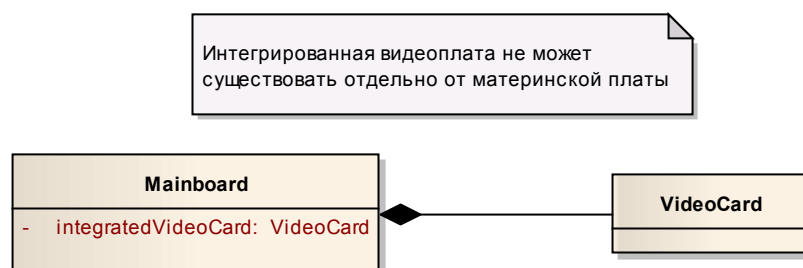 Интегрированная видеоплата не может
существовать отдельно от материнской платы
Mainboard
- integratedVideoCard: VideoCard
VideoCard